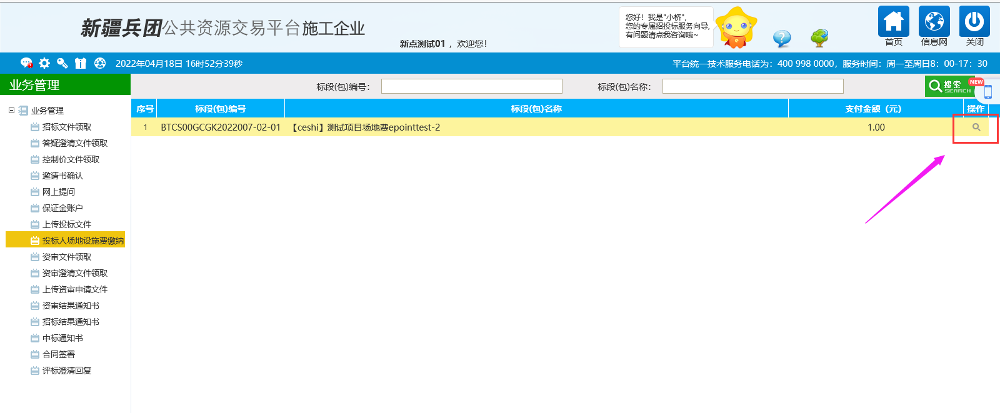 新疆兵团公共资源交易平台施工企业
新点测试01 ，欢迎您！
您好！我是"小桥",
您的专属招投标服务向导,
有问题请点我咨询哦~
首页
信息网
关闭
2022年04月18日 16时52分39秒
平台统一技术服务电话为：400 998 0000，服务时间：周一至周日8：00-17：30
业务管理
标段(包)编号：
标段(包)名称：
搜索
SEARCH
NEW
业务管理
招标文件领取
答疑澄清文件领取
控制价文件领取
邀请书确认
网上提问
保证金账户
上传投标文件
投标人场地设施费缴纳
资审文件领取
资审澄清文件领取
上传资审申请文件
资审结果通知书
招标结果通知书
中标通知书
合同签署
评标澄清回复
序号 标段(包)编号 标段(包)名称 支付金额（元） 操作
1 BTCS00GCGK2022007-02-01 【ceshi】测试项目场地费epointtest-2 1.00